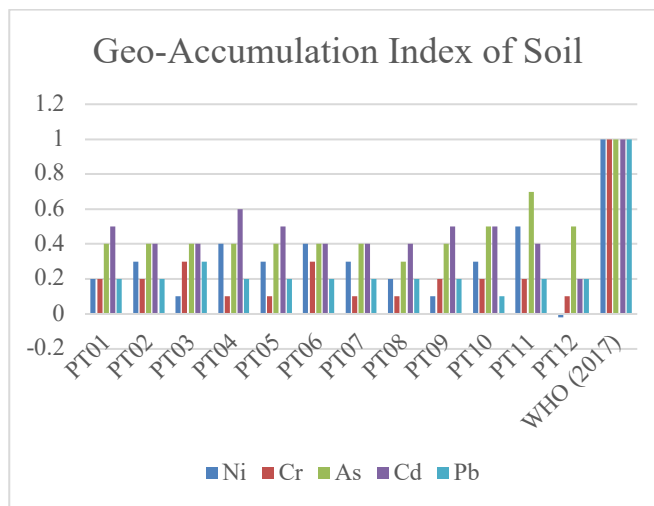 Geo-Accumulation Index of Soil
1.2
1
0.8
0.6
0.4
0.2
0
-0.2
PT01
PT02
PT03
PT04
PT05
PT06
PT07
PT08
PT09
PT10
PT11
PT12
WHO (2017)
Ni Cr As Cd Pb